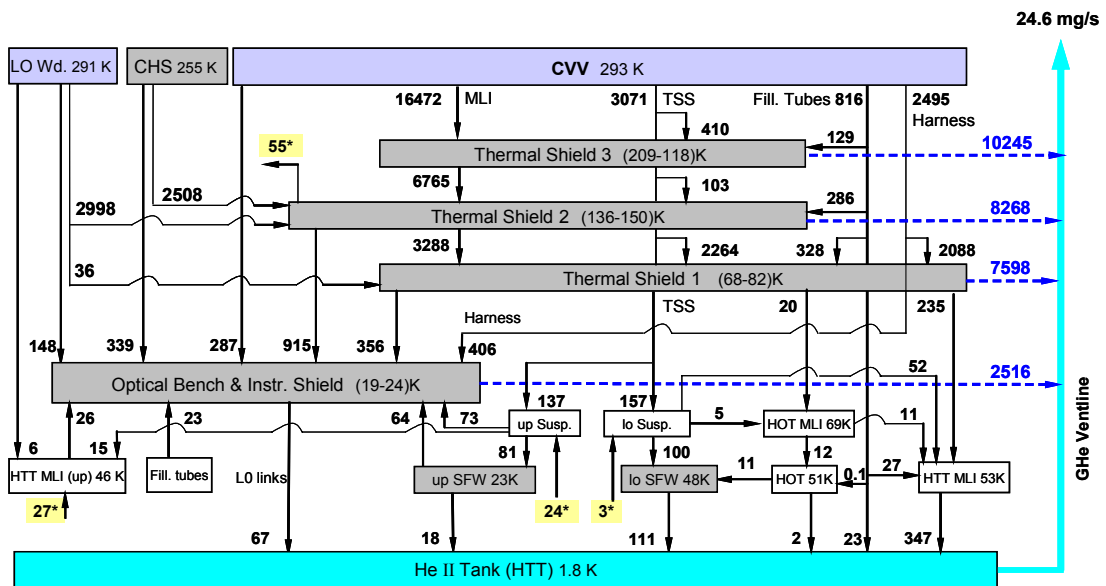 24.6 mg/s
LO Wd. 291 K
CHS 255 K
CVV 293 K
16472
MLI
3071
TSS
Fill. Tubes 816
2495
Harness
410
129
10245
55*
Thermal Shield 3 (209-118)K
6765
103
2508
286
2998
Thermal Shield 2 (136-150)K
8268
3288
2264
328
2088
36
Thermal Shield 1 (68-82)K
7598
TSS
20
235
Harness
148
339
287
915
356
406
52
Optical Bench & Instr. Shield (19-24)K
2516
GHe Ventline
26
23
64
73
137
157
5
11
up Susp.
lo Susp.
HOT MLI 69K
6
15
81
100
12
HTT MLI (up) 46 K
Fill. tubes
L0 links
up SFW 23K
lo SFW 48K
11
HOT 51K
0.1
27
HTT MLI 53K
27*
24*
3*
67
18
111
2
23
347
He II Tank (HTT) 1.8 K